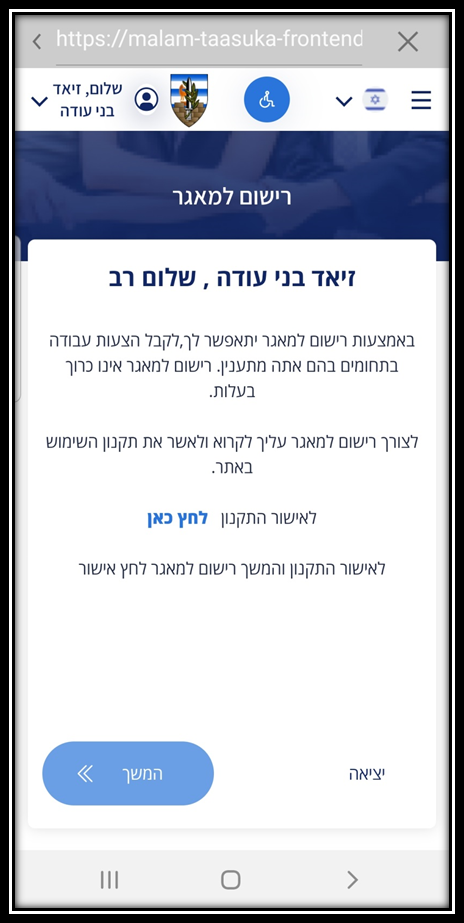 https://malam-taasuka-frontend
שלום, זיאד
בני עודה
רישום למאגר
זיאד בני עודה , שלום רב
באמצעות רישום למאגר יתאפשר לך,לקבל הצעות עבודה
בתחומים בהם אתה מתענין. רישום למאגר אינו כרוך
בעלות.
לצורך רישום למאגר עליך לקרוא ולאשר את תקנון השימוש
באתר.
לאישור התקנון לחץ כאן
לאישור התקנון והמשך רישום למאגר לחץ אישור
יציאה
המשך